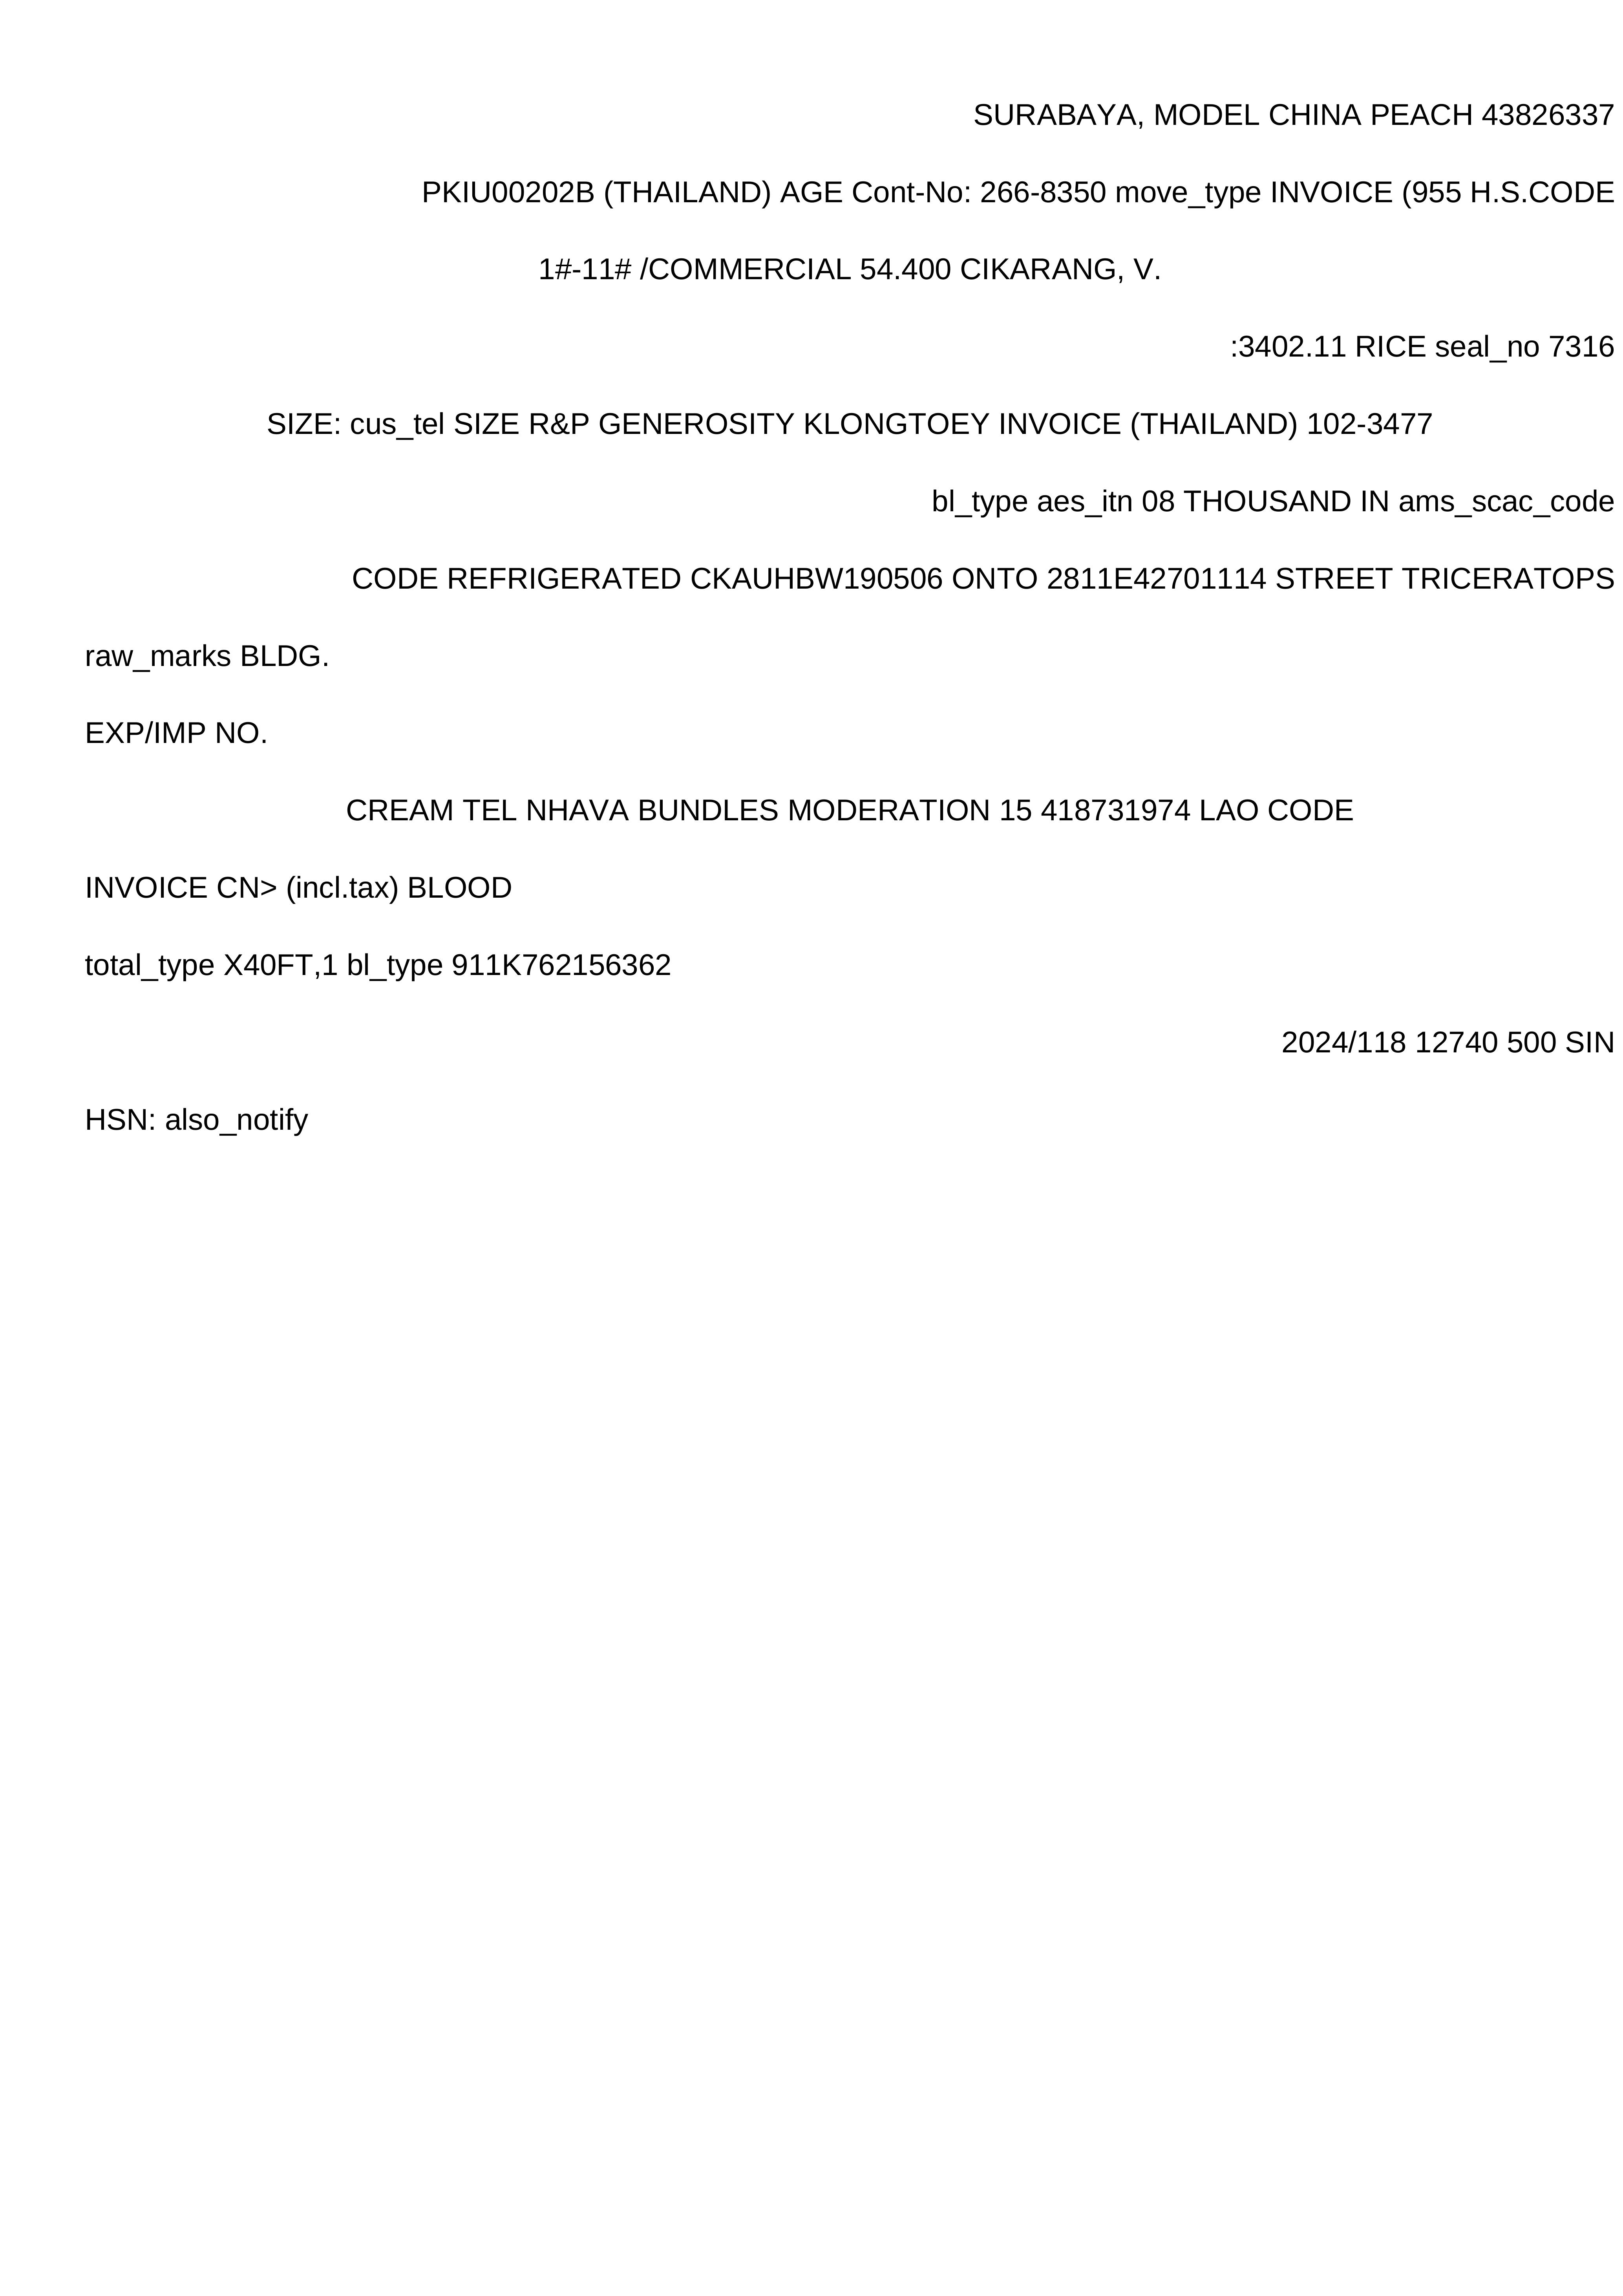 SURABAYA, MODEL CHINA PEACH 43826337
PKIU00202B (THAILAND) AGE Cont-No: 266-8350 move_type INVOICE (955 H.S.CODE
1#-11# /COMMERCIAL 54.400 CIKARANG, V.
:3402.11 RICE seal_no 7316
SIZE: cus_tel SIZE R&P GENEROSITY KLONGTOEY INVOICE (THAILAND) 102-3477
bl_type aes_itn 08 THOUSAND IN ams_scac_code
CODE REFRIGERATED CKAUHBW190506 ONTO 2811E42701114 STREET TRICERATOPS
raw_marks BLDG.
EXP/IMP NO.
CREAM TEL NHAVA BUNDLES MODERATION 15 418731974 LAO CODE
INVOICE CN> (incl.tax) BLOOD
total_type X40FT,1 bl_type 911K762156362
2024/118 12740 500 SIN
HSN: also_notify